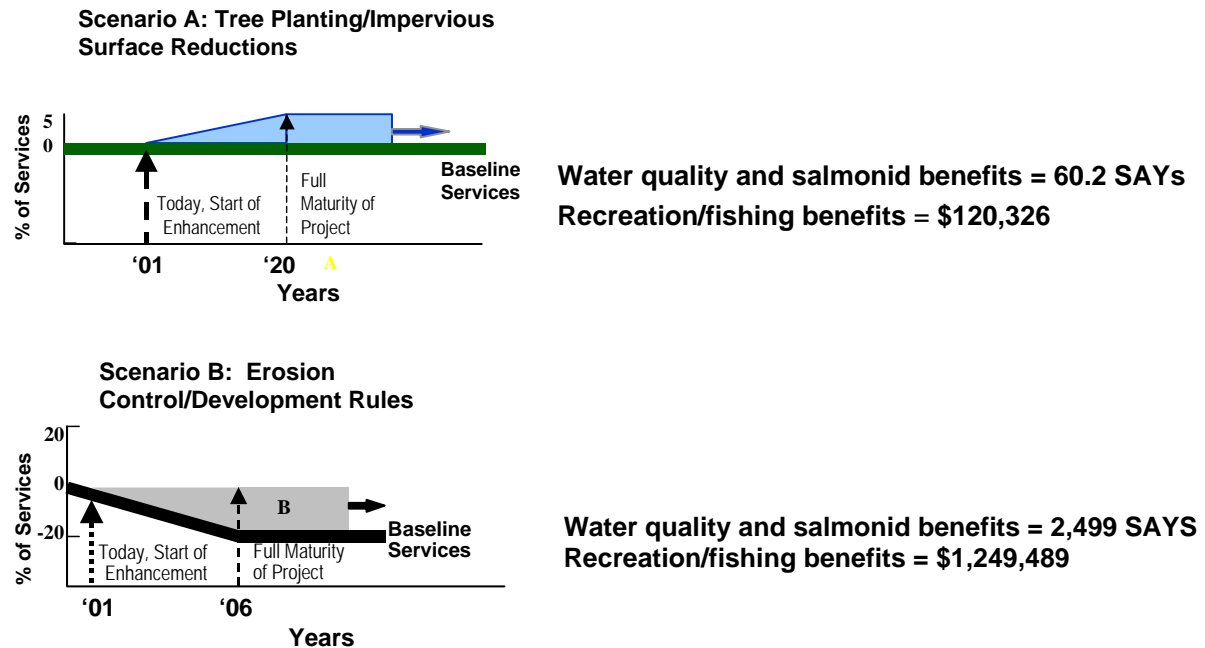 Scenario A: Tree Planting/Impervious
Surface Reductions
% of Services
5
0
Baseline
Services
Today, Start of
Enhancement
Full
Maturity of
Project
‘01
‘20
A
Years
Water quality and salmonid benefits = 60.2 SAYs
Recreation/fishing benefits = $120,326
Scenario B: Erosion
Control/Development Rules
% of Services
20
0
-20
B
Baseline
Services
Today, Start of
Enhancement
Full Maturity
of Project
‘01
‘06
Years
Water quality and salmonid benefits = 2,499 SAYS
Recreation/fishing benefits = $1,249,489